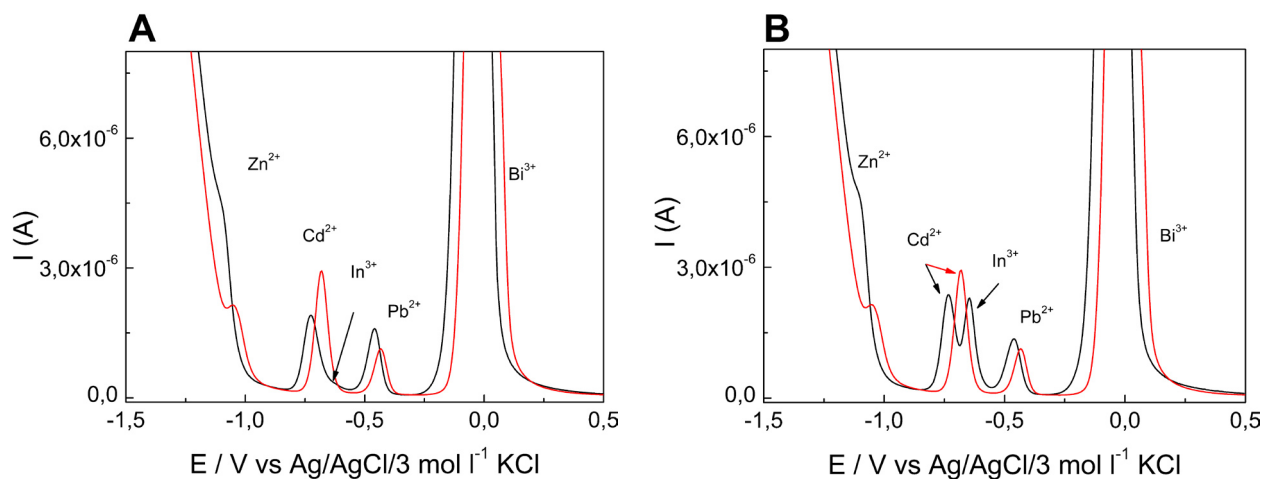 A
6,0x10⁻⁶
3,0x10⁻⁶
0,0
I (A)
Zn²⁺
Cd²⁺
In³⁺
Pb²⁺
Bi³⁺
-1,5 -1,0 -0,5 0,0 0,5
E / V vs Ag/AgCl/3 mol l⁻¹ KCl
B
6,0x10⁻⁶
3,0x10⁻⁶
0,0
I (A)
Zn²⁺
Cd²⁺
In³⁺
Pb²⁺
Bi³⁺
-1,5 -1,0 -0,5 0,0 0,5
E / V vs Ag/AgCl/3 mol l⁻¹ KCl